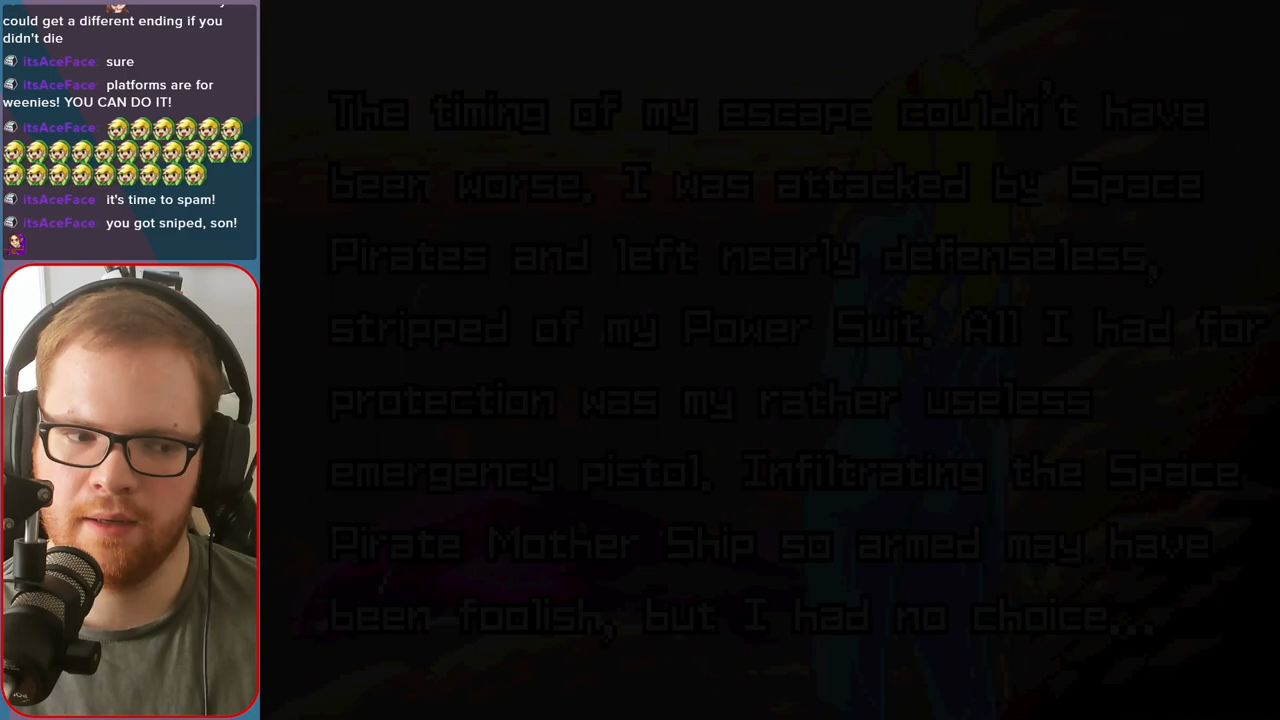 could get a different ending if you
didn't die
itsAceFace: sure
itsAceFace: platforms are for
weenies! YOU CAN DO IT!
itsAceFace:
itsAceFace: it's time to spam!
itsAceFace: you got sniped, son!
The timing of my escape couldn't have
been worse. I was attacked by Space
Pirates and left nearly defenseless,
stripped of my Power Suit. All I had for
protection was my rather useless
emergency pistol. Infiltrating the Space
Pirate Mother Ship so armed may have
been foolish, but I had no choice...